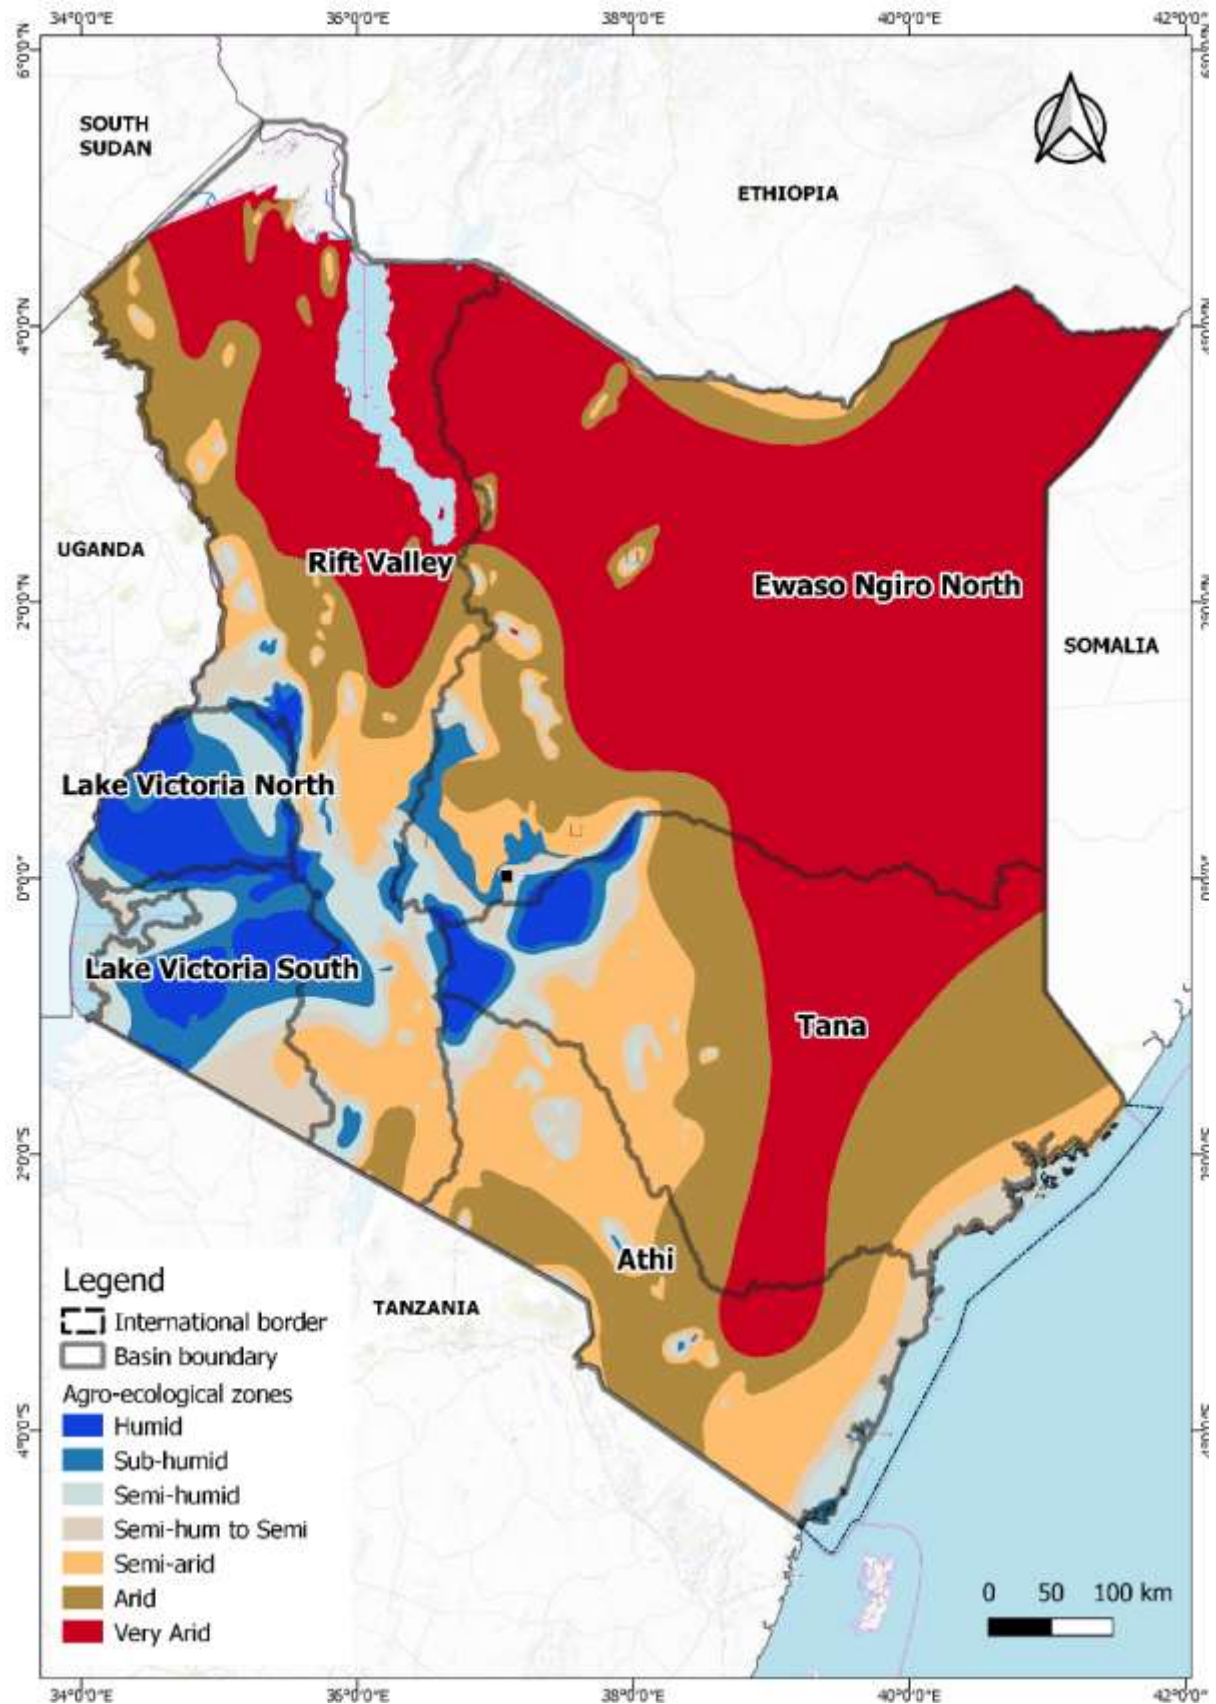 34°0'0"E 36°0'0"E 38°0'0"E 40°0'0"E 42°0'0"E
6°0'0"N
SOUTH
SUDAN
ETHIOPIA
4°0'0"N
UGANDA
Rift Valley
Ewaso Ngiro North
2°0'0"N
SOMALIA
Lake Victoria North
0°0'0"
Lake Victoria South
Tana
2°0'0"S
Athi
TANZANIA
Legend
International border
Basin boundary
Agro-ecological zones
Humid
Sub-humid
Semi-humid
Semi-hum to Semi
Semi-arid
Arid
Very Arid
4°0'0"S
0 50 100 km
34°0'0"E 36°0'0"E 38°0'0"E 40°0'0"E 42°0'0"E